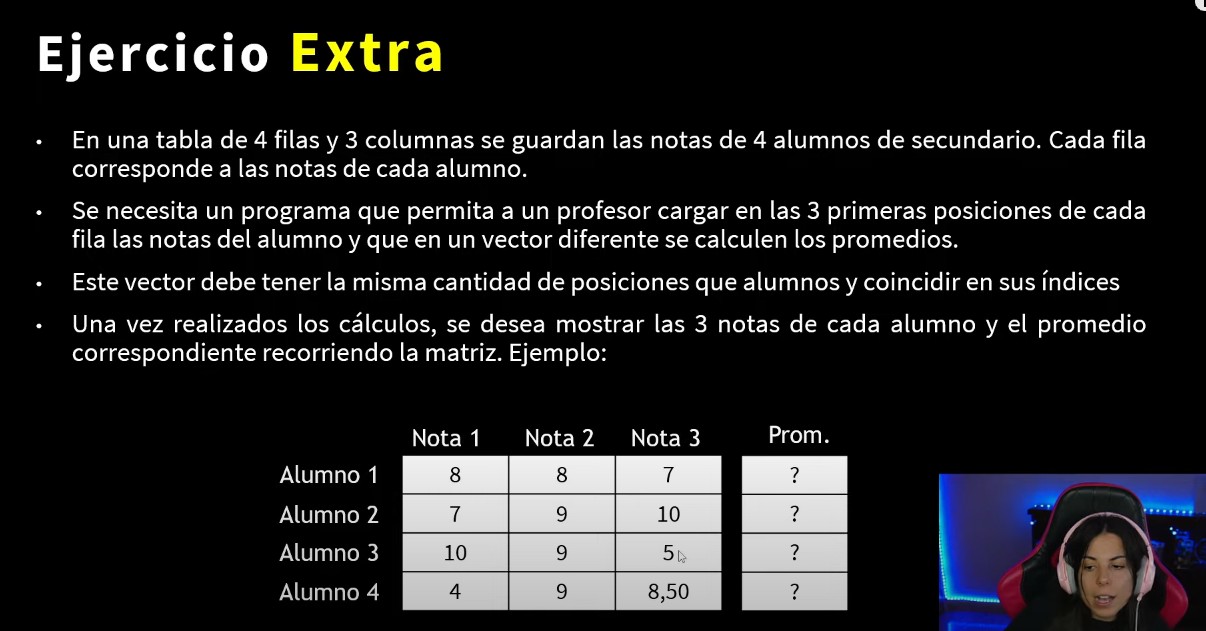 Ejercicio Extra
• En una tabla de 4 filas y 3 columnas se guardan las notas de 4 alumnos de secundario. Cada fila
corresponde a las notas de cada alumno.
• Se necesita un programa que permita a un profesor cargar en las 3 primeras posiciones de cada
fila las notas del alumno y que en un vector diferente se calculen los promedios.
• Este vector debe tener la misma cantidad de posiciones que alumnos y coincidir en sus índices
• Una vez realizados los cálculos, se desea mostrar las 3 notas de cada alumno y el promedio
correspondiente recorriendo la matriz. Ejemplo:
Nota 1 Nota 2 Nota 3 Prom.
Alumno 1 8 8 7 ?
Alumno 2 7 9 10 ?
Alumno 3 10 9 5 ?
Alumno 4 4 9 8,50 ?